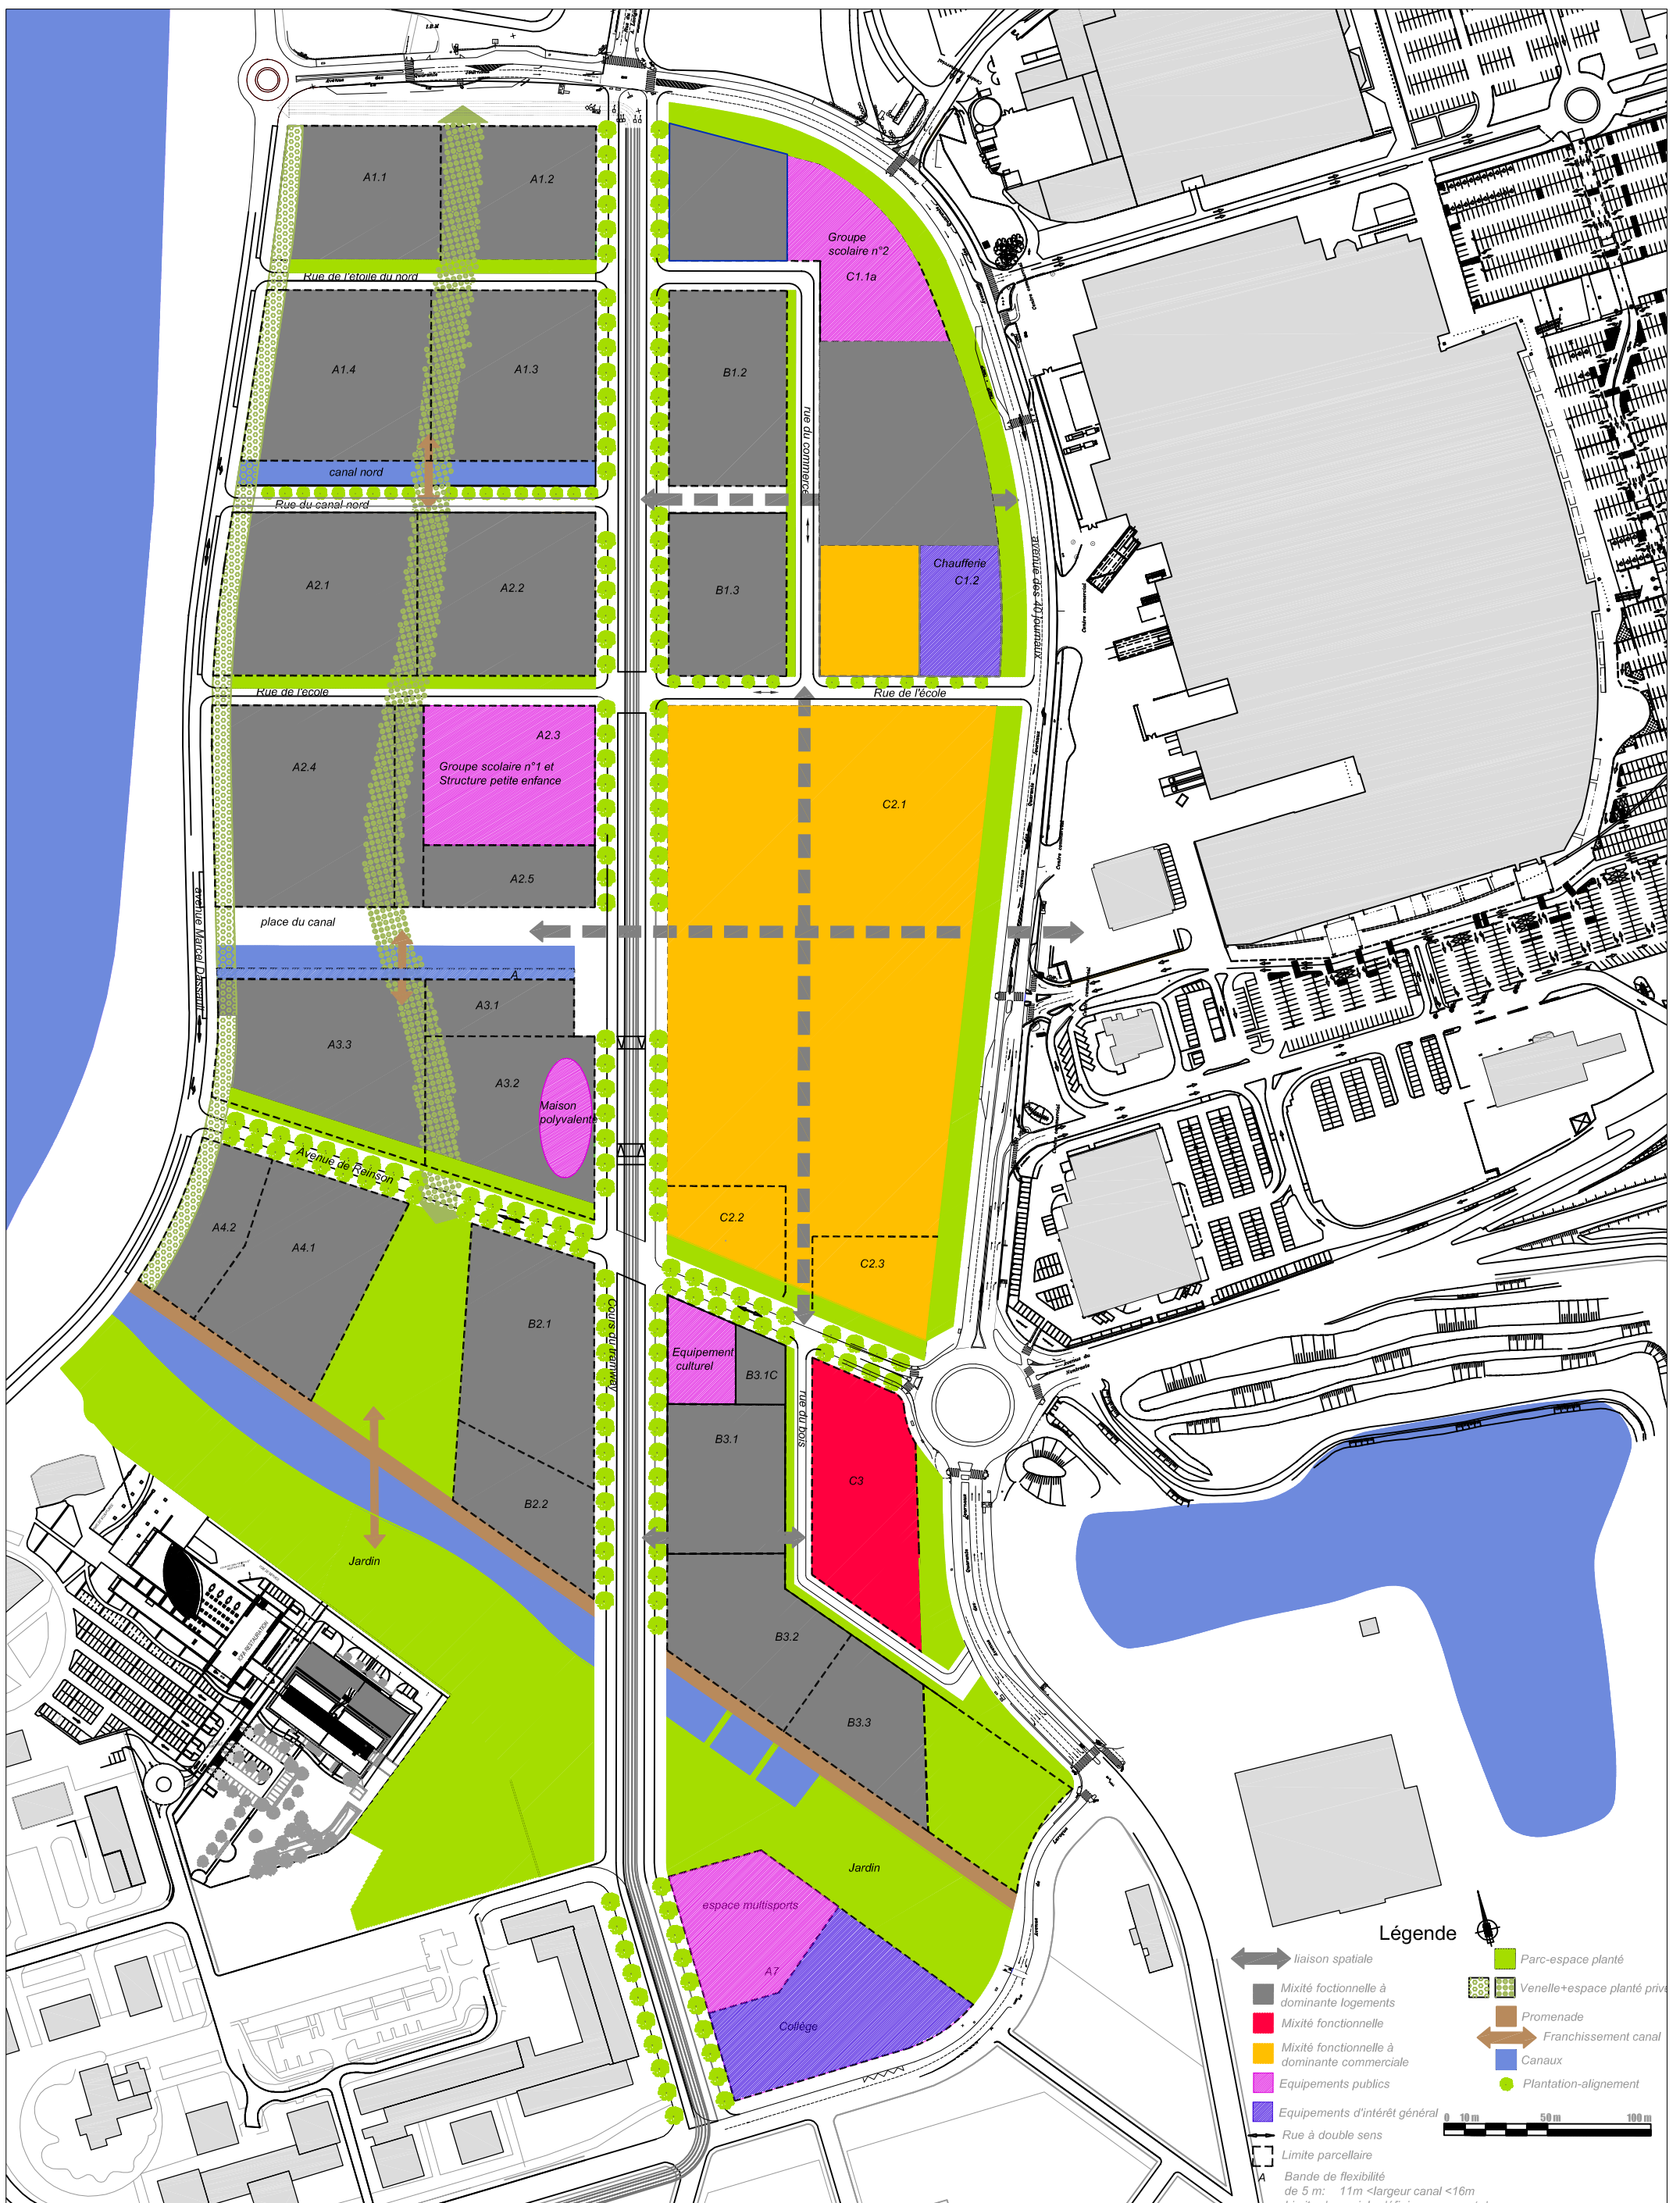 A1.1
A1.2
Groupe
scolaire n°2
C1.1a
Rue de l'étoile du nord
A1.4
A1.3
B1.2
rue du commerce
canal nord
Rue du canal nord
A2.1
A2.2
B1.3
Chaufferie
C1.2
avenue des 40 journaux
Rue de l'école
Rue de l'école
A2.3
A2.4
Groupe scolaire n°1 et
Structure petite enfance
C2.1
A2.5
place du canal
avenue Marcel Dassault
A
A3.1
A3.3
A3.2
Maison
polyvalente
Avenue de Reinson
A4.2
A4.1
C2.2
C2.3
B2.1
Cours du tramway
Equipement
culturel
B3.1C
rue du bois
B3.1
C3
B2.2
Jardin
ICFA RESTAURATION
B3.2
B3.3
Jardin
espace multisports
A7
Collège
Légende
liaison spatiale
Mixité foctionnelle à
dominante logements
Mixité fonctionnelle
Mixité fonctionnelle à
dominante commerciale
Equipements publics
Equipements d'intérêt général
Rue à double sens
Limite parcellaire
A Bande de flexibilité
de 5 m: 11m <largeur canal <16m
Parc-espace planté
Venelle+espace planté privé
Promenade
Franchissement canal
Canaux
Plantation-alignement
0 10 m 50 m 100 m